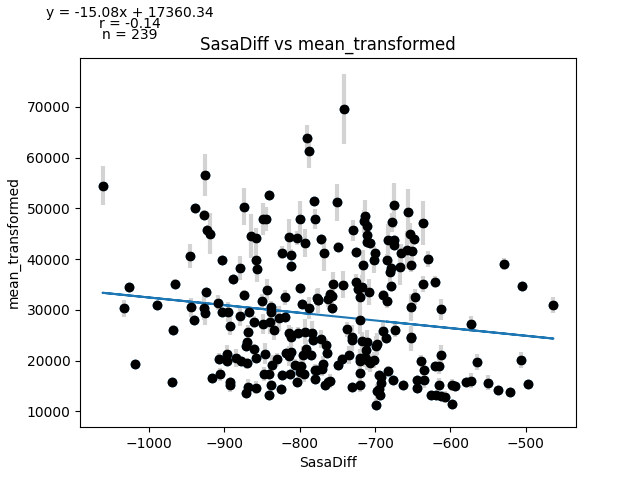 y = -15.08x + 17360.34
r = -0.14
n = 239
SasaDiff vs mean_transformed
mean_transformed
70000
60000
50000
40000
30000
20000
10000
−1000
−900
−800
−700
−600
−500
SasaDiff